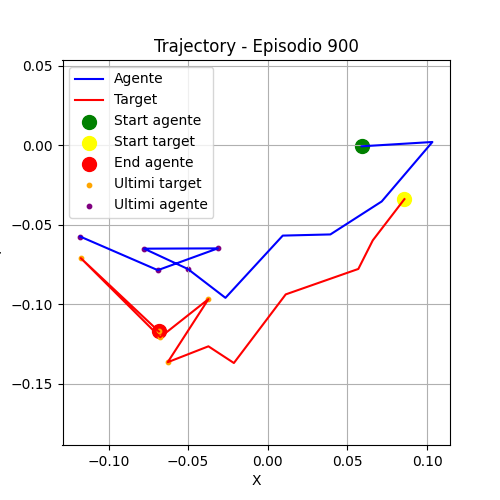 Trajectory - Episodio 900
Agente
Target
Start agente
Start target
End agente
Ultimi target
Ultimi agente
0.05
0.00
−0.05
−0.10
−0.15
−0.10
−0.05
0.00
0.05
0.10
X